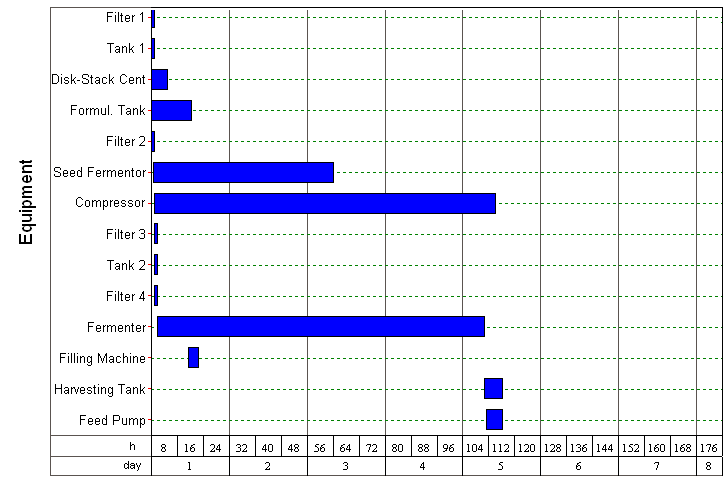 Equipment
Filter 1
Tank 1
Disk-Stack Cent
Formul. Tank
Filter 2
Seed Fermentor
Compressor
Filter 3
Tank 2
Filter 4
Fermenter
Filling Machine
Harvesting Tank
Feed Pump
h 8 16 24 32 40 48 56 64 72 80 88 96 104 112 120 128 136 144 152 160 168 176
day 1 2 3 4 5 6 7 8